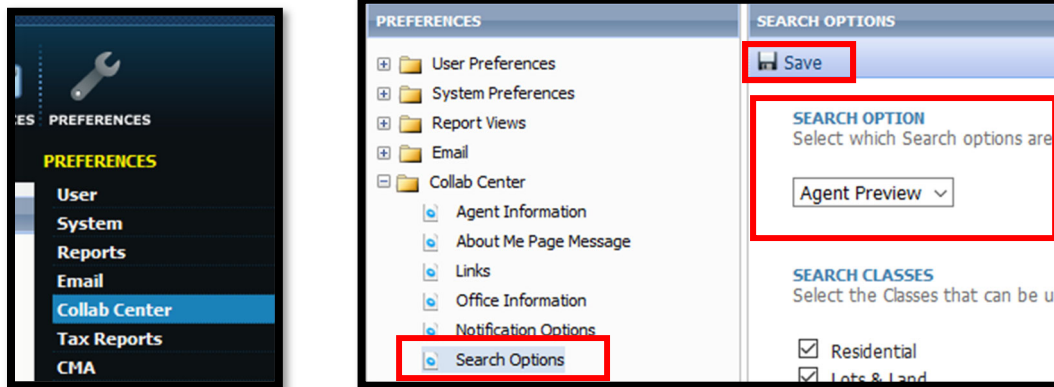 ES PREFERENCES
PREFERENCES
User
System
Reports
Email
Collab Center
Tax Reports
CMA
PREFERENCES
User Preferences
System Preferences
Report Views
Email
Collab Center
Agent Information
About Me Page Message
Links
Office Information
Notification Options
Search Options
SEARCH OPTIONS
Save
SEARCH OPTION
Select which Search options are
Agent Preview
SEARCH CLASSES
Select the Classes that can be u
Residential
Lots & Land